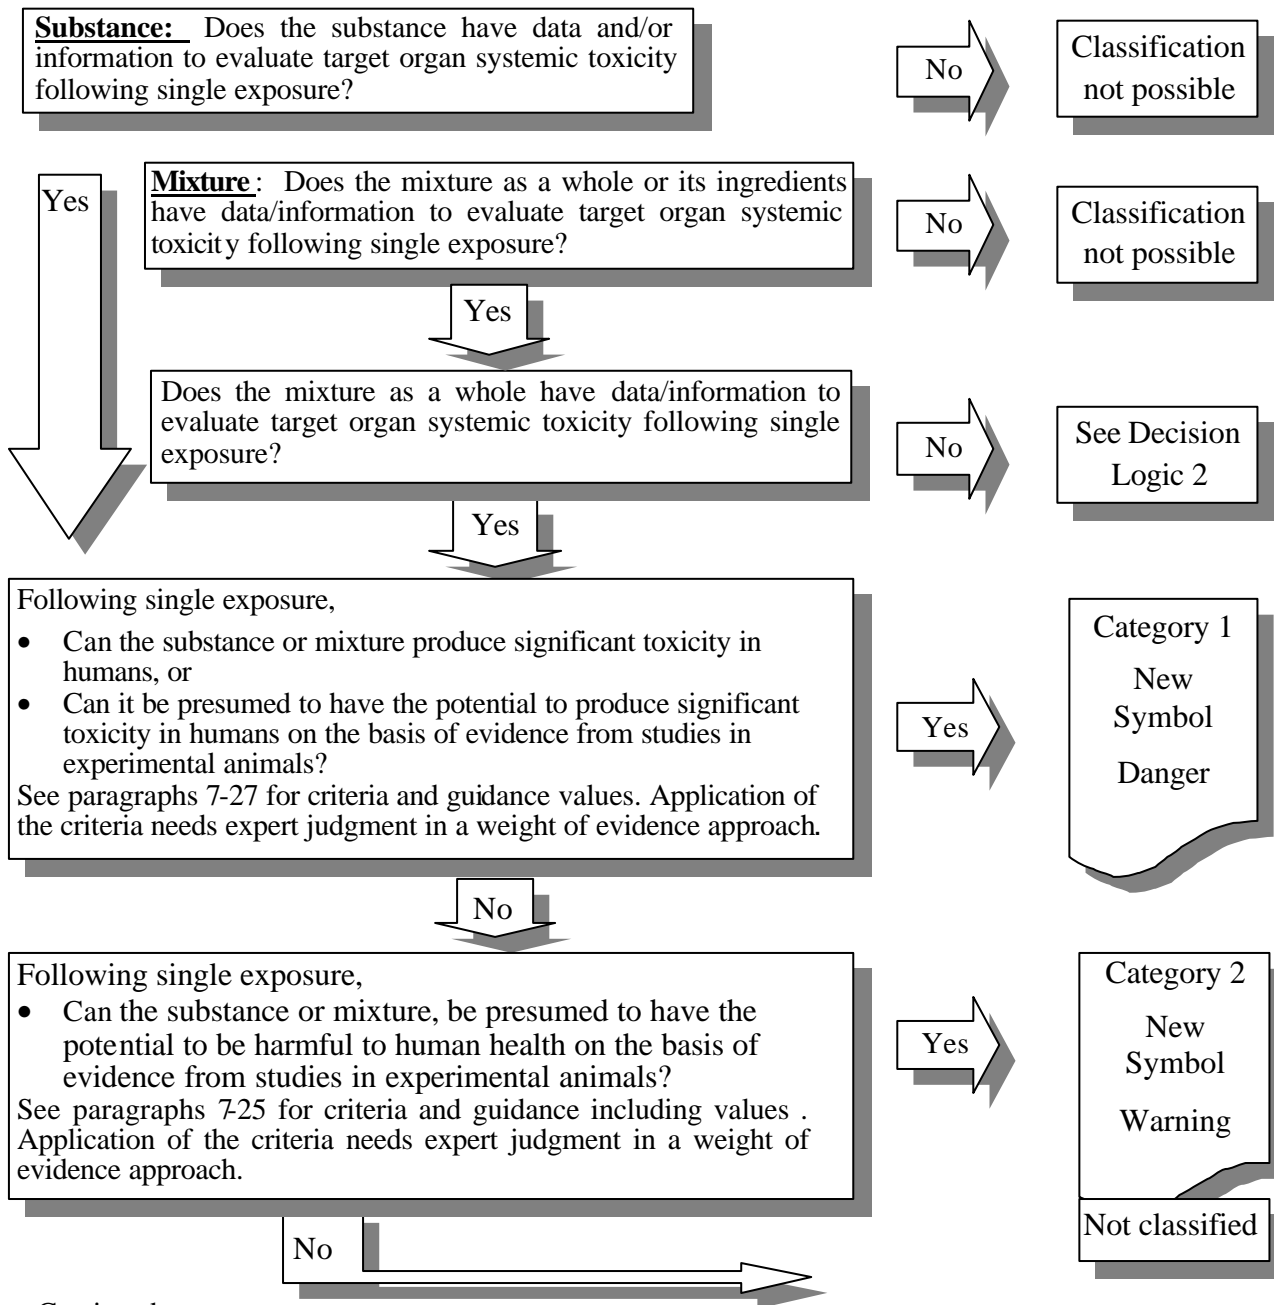 Substance: Does the substance have data and/or
information to evaluate target organ systemic toxicity
following single exposure?
No
Classification
not possible
Yes
Mixture: Does the mixture as a whole or its ingredients
have data/information to evaluate target organ systemic
toxicity following single exposure?
No
Classification
not possible
Yes
Does the mixture as a whole have data/information to
evaluate target organ systemic toxicity following single
exposure?
No
See Decision
Logic 2
Yes
Following single exposure,
• Can the substance or mixture produce significant toxicity in
humans, or
• Can it be presumed to have the potential to produce significant
toxicity in humans on the basis of evidence from studies in
experimental animals?
See paragraphs 7-27 for criteria and guidance values. Application of
the criteria needs expert judgment in a weight of evidence approach.
Yes
Category 1
New
Symbol
Danger
No
Following single exposure,
• Can the substance or mixture, be presumed to have the
potential to be harmful to human health on the basis of
evidence from studies in experimental animals?
See paragraphs 7-25 for criteria and guidance including values .
Application of the criteria needs expert judgment in a weight of
evidence approach.
Yes
Category 2
New
Symbol
Warning
Not classified
No